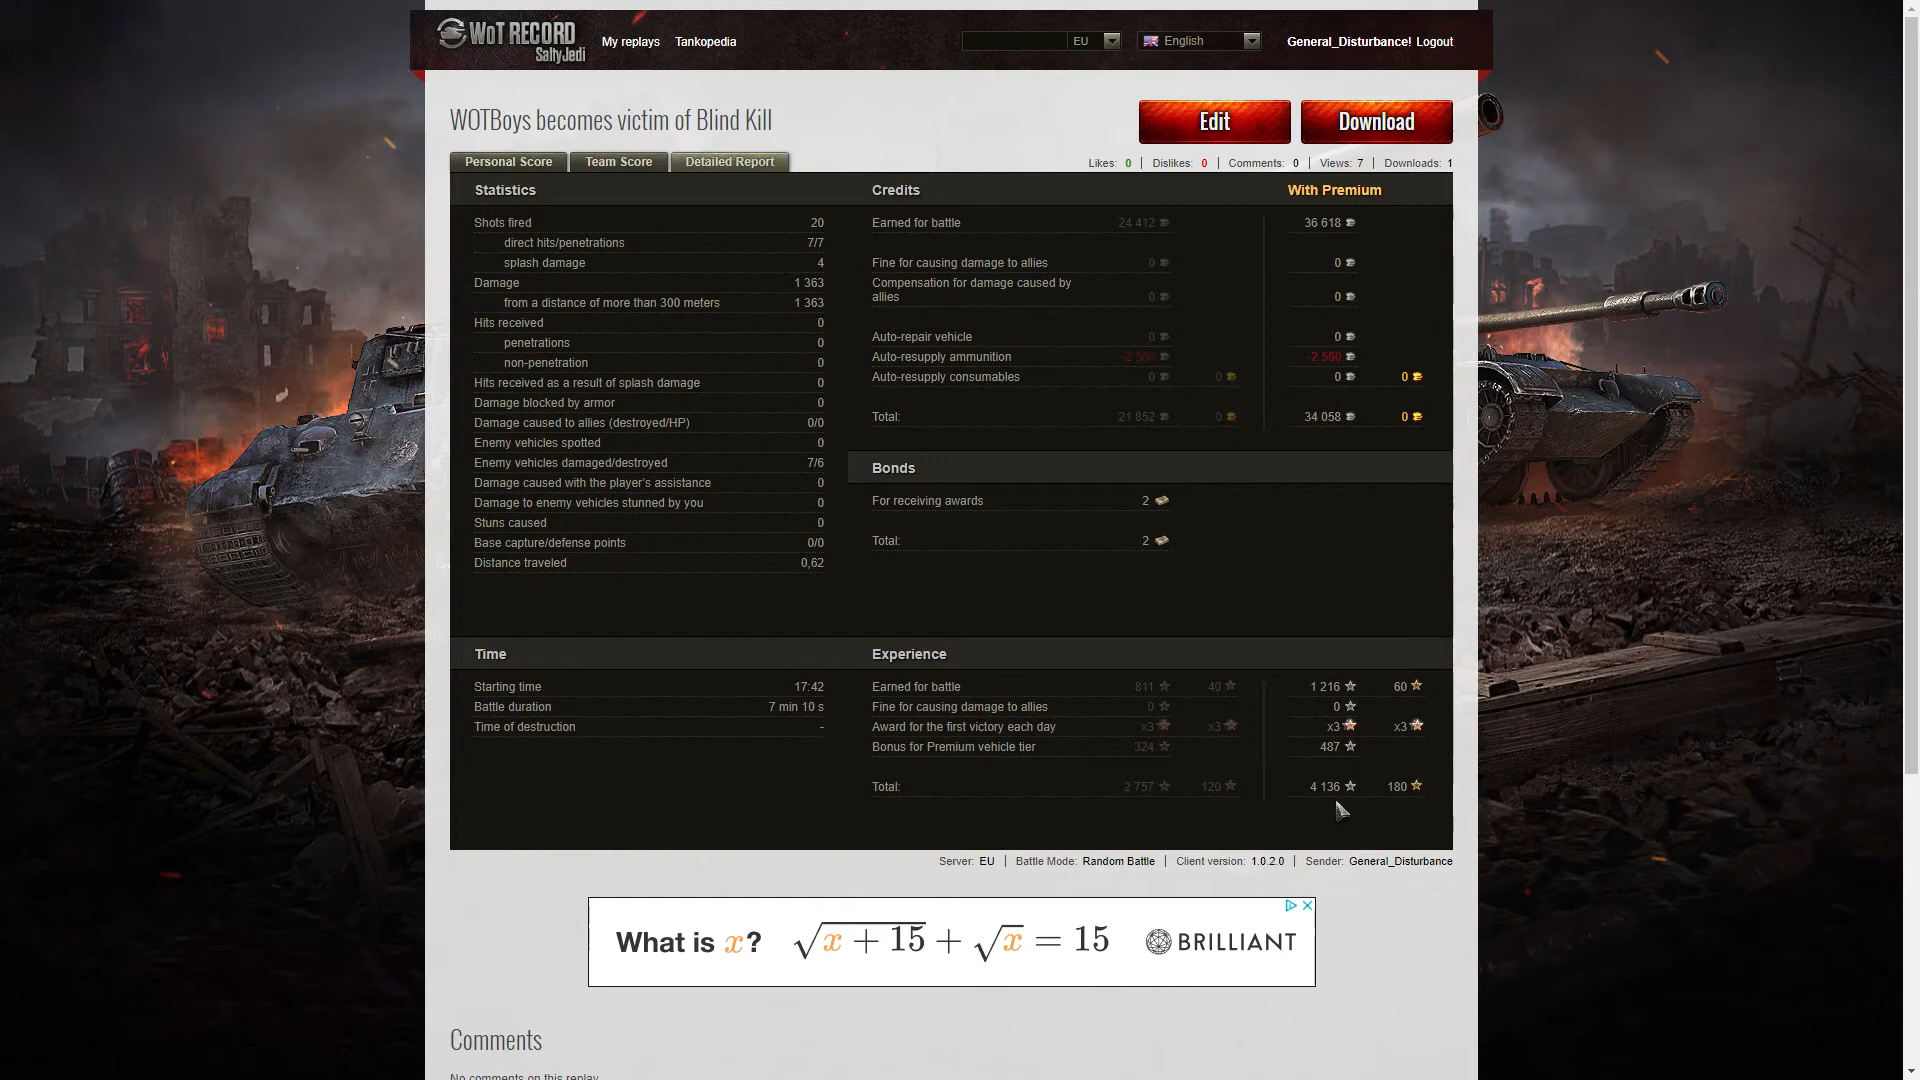 WoT RECORD
SaltyJedi
My replays Tankopedia EU English General_Disturbance! Logout
WOTBoys becomes victim of Blind Kill
Edit Download
Personal Score Team Score Detailed Report
Likes: 0 | Dislikes: 0 | Comments: 0 | Views: 7 | Downloads: 1
Statistics Credits With Premium
Shots fired 20 Earned for battle 24 412 36 618
direct hits/penetrations 7/7
splash damage 4 Fine for causing damage to allies 0 0
Damage 1 363 Compensation for damage caused by
allies 0 0
from a distance of more than 300 meters 1 363
Hits received 0
Auto-repair vehicle 0 0
penetrations 0
Auto-resupply ammunition -2 560 -2 560
non-penetration 0
Auto-resupply consumables 0 0 0 0
Hits received as a result of splash damage 0
Damage blocked by armor 0
Total: 21 852 0 34 058 0
Damage caused to allies (destroyed/HP) 0/0
Enemy vehicles spotted 0
Enemy vehicles damaged/destroyed 7/6
Bonds
Damage caused with the player's assistance 0
Damage to enemy vehicles stunned by you 0 For receiving awards 2
Stuns caused 0
Base capture/defense points 0/0 Total: 2
Distance traveled 0,62
Time Experience
Starting time 17:42 Earned for battle 811 40 1 216 60
Battle duration 7 min 10 s Fine for causing damage to allies 0 0
Time of destruction - Award for the first victory each day x3 x3 x3 x3
Bonus for Premium vehicle tier 324 487
Total: 2 757 120 4 136 180
Server: EU | Battle Mode: Random Battle | Client version: 1.0.2.0 | Sender: General_Disturbance
What is x? √(x + 15) + √x = 15 BRILLIANT
Comments
No comments on this replay